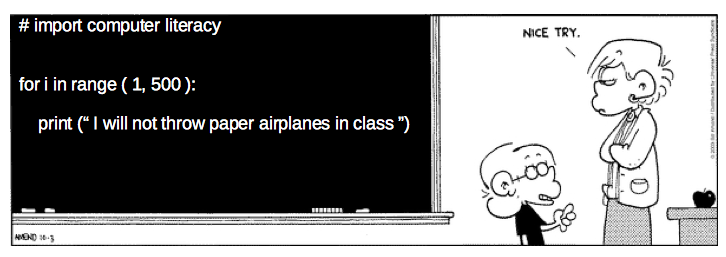 # import computer literacy
for i in range ( 1, 500 ):
print (“ I will not throw paper airplanes in class ”)
NICE TRY.
AMEND 10-3